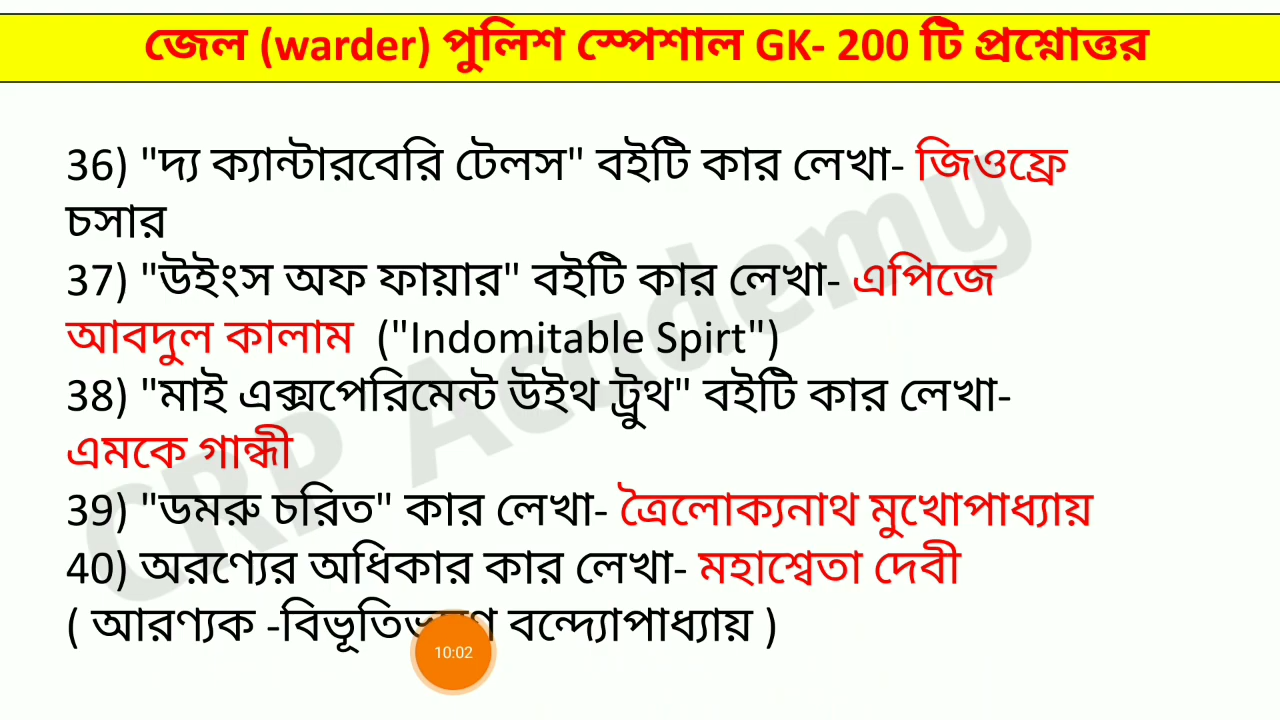 জেল (warder) পুলিশ স্পেশাল GK- 200 টি প্রশ্নোত্তর
36) "দ্য ক্যান্টারবেরি টেলস" বইটি কার লেখা- জিওফ্রে
চসার
37) "উইংস অফ ফায়ার" বইটি কার লেখা- এপিজে
আবদুল কালাম ("Indomitable Spirt")
38) "মাই এক্সপেরিমেন্ট উইথ ট্রুথ" বইটি কার লেখা-
এমকে গান্ধী
39) "ডমরু চরিত" কার লেখা- ত্রৈলোক্যনাথ মুখোপাধ্যায়
40) অরণ্যের অধিকার কার লেখা- মহাশ্বেতা দেবী
( আরণ্যক -বিভূতিভূষণ বন্দ্যোপাধ্যায় )
10:02
CRP Academy